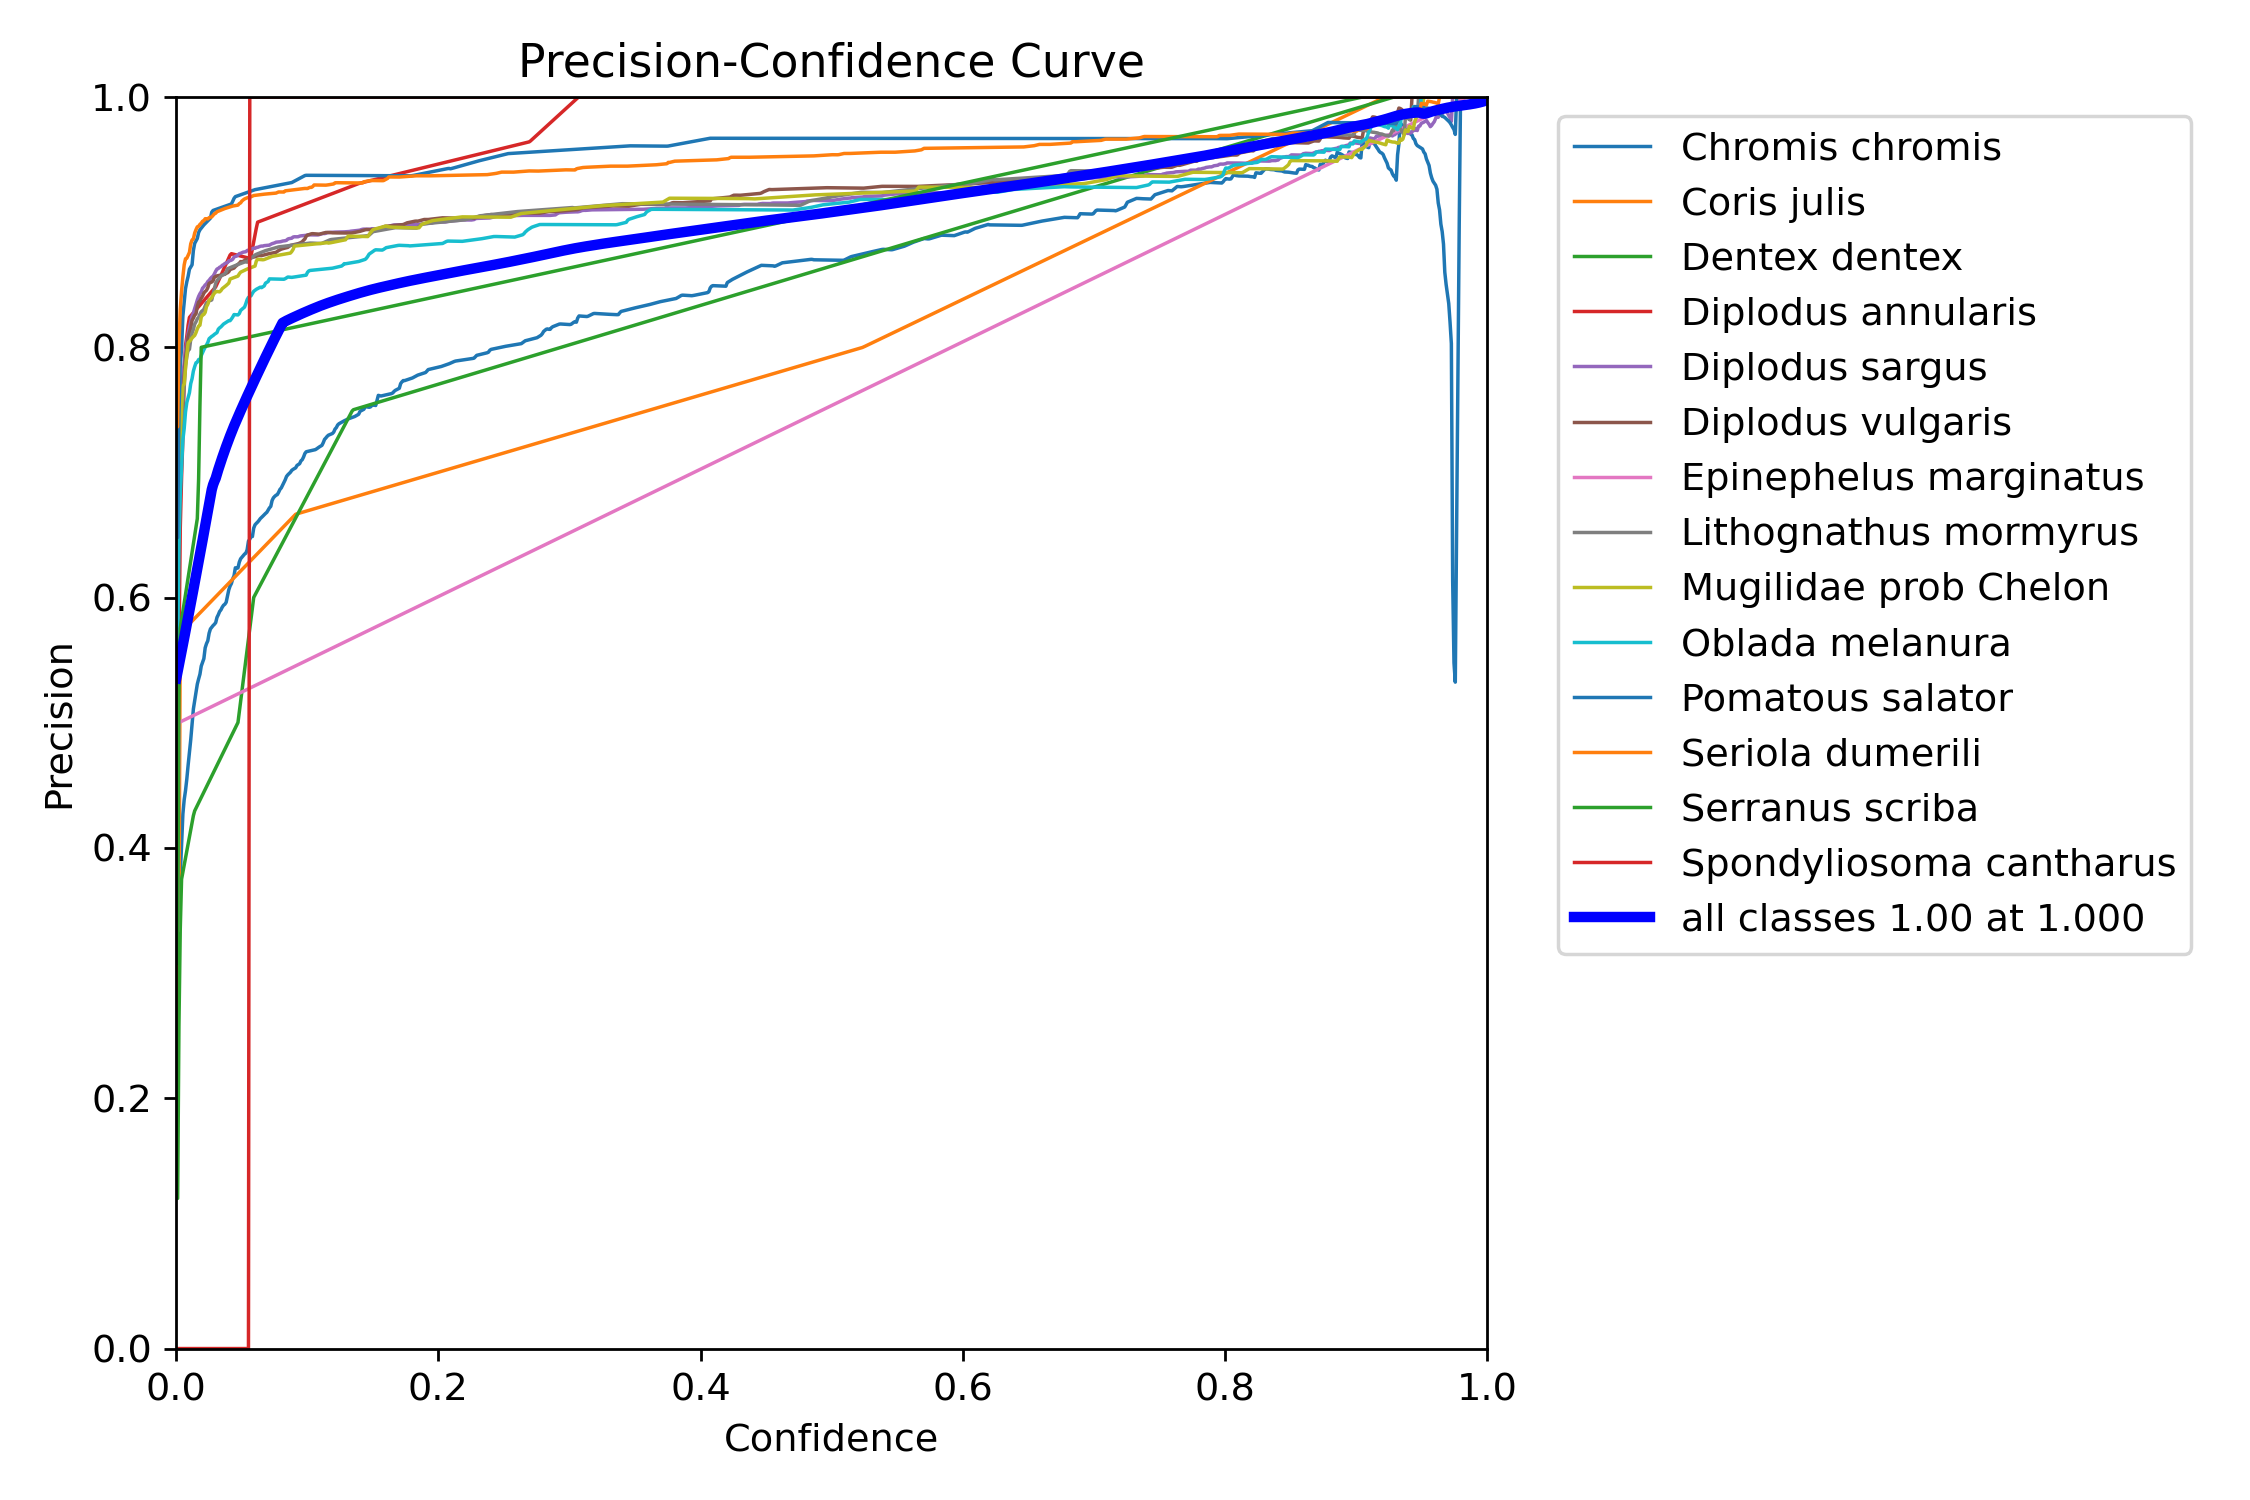 Precision-Confidence Curve
1.0
0.8
0.6
0.4
0.2
0.0
Precision
0.0 0.2 0.4 0.6 0.8 1.0
Confidence
Chromis chromis
Coris julis
Dentex dentex
Diplodus annularis
Diplodus sargus
Diplodus vulgaris
Epinephelus marginatus
Lithognathus mormyrus
Mugilidae prob Chelon
Oblada melanura
Pomatous salator
Seriola dumerili
Serranus scriba
Spondyliosoma cantharus
all classes 1.00 at 1.000